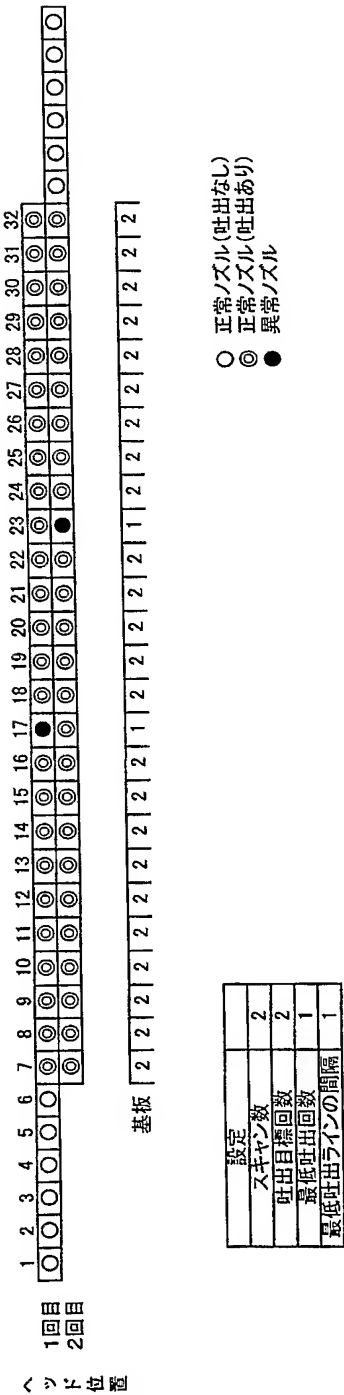 1 2 3 4 5 6 7 8 9 10 11 12 13 14 15 16 17 18 19 20 21 22 23 24 25 26 27 28 29 30 31 32
ヘッド位置
1回目
2回目
基板 2 2 2 2 2 2 2 2 2 2 1 2 2 2 2 2 1 2 2 2 2 2 2 2 2 2
○ 正常ノズル(吐出なし)
◎ 正常ノズル(吐出あり)
● 異常ノズル
設定
スキャン数 2
吐出目標回数 2
最低吐出回数 1
最低吐出ラインの間隔 1